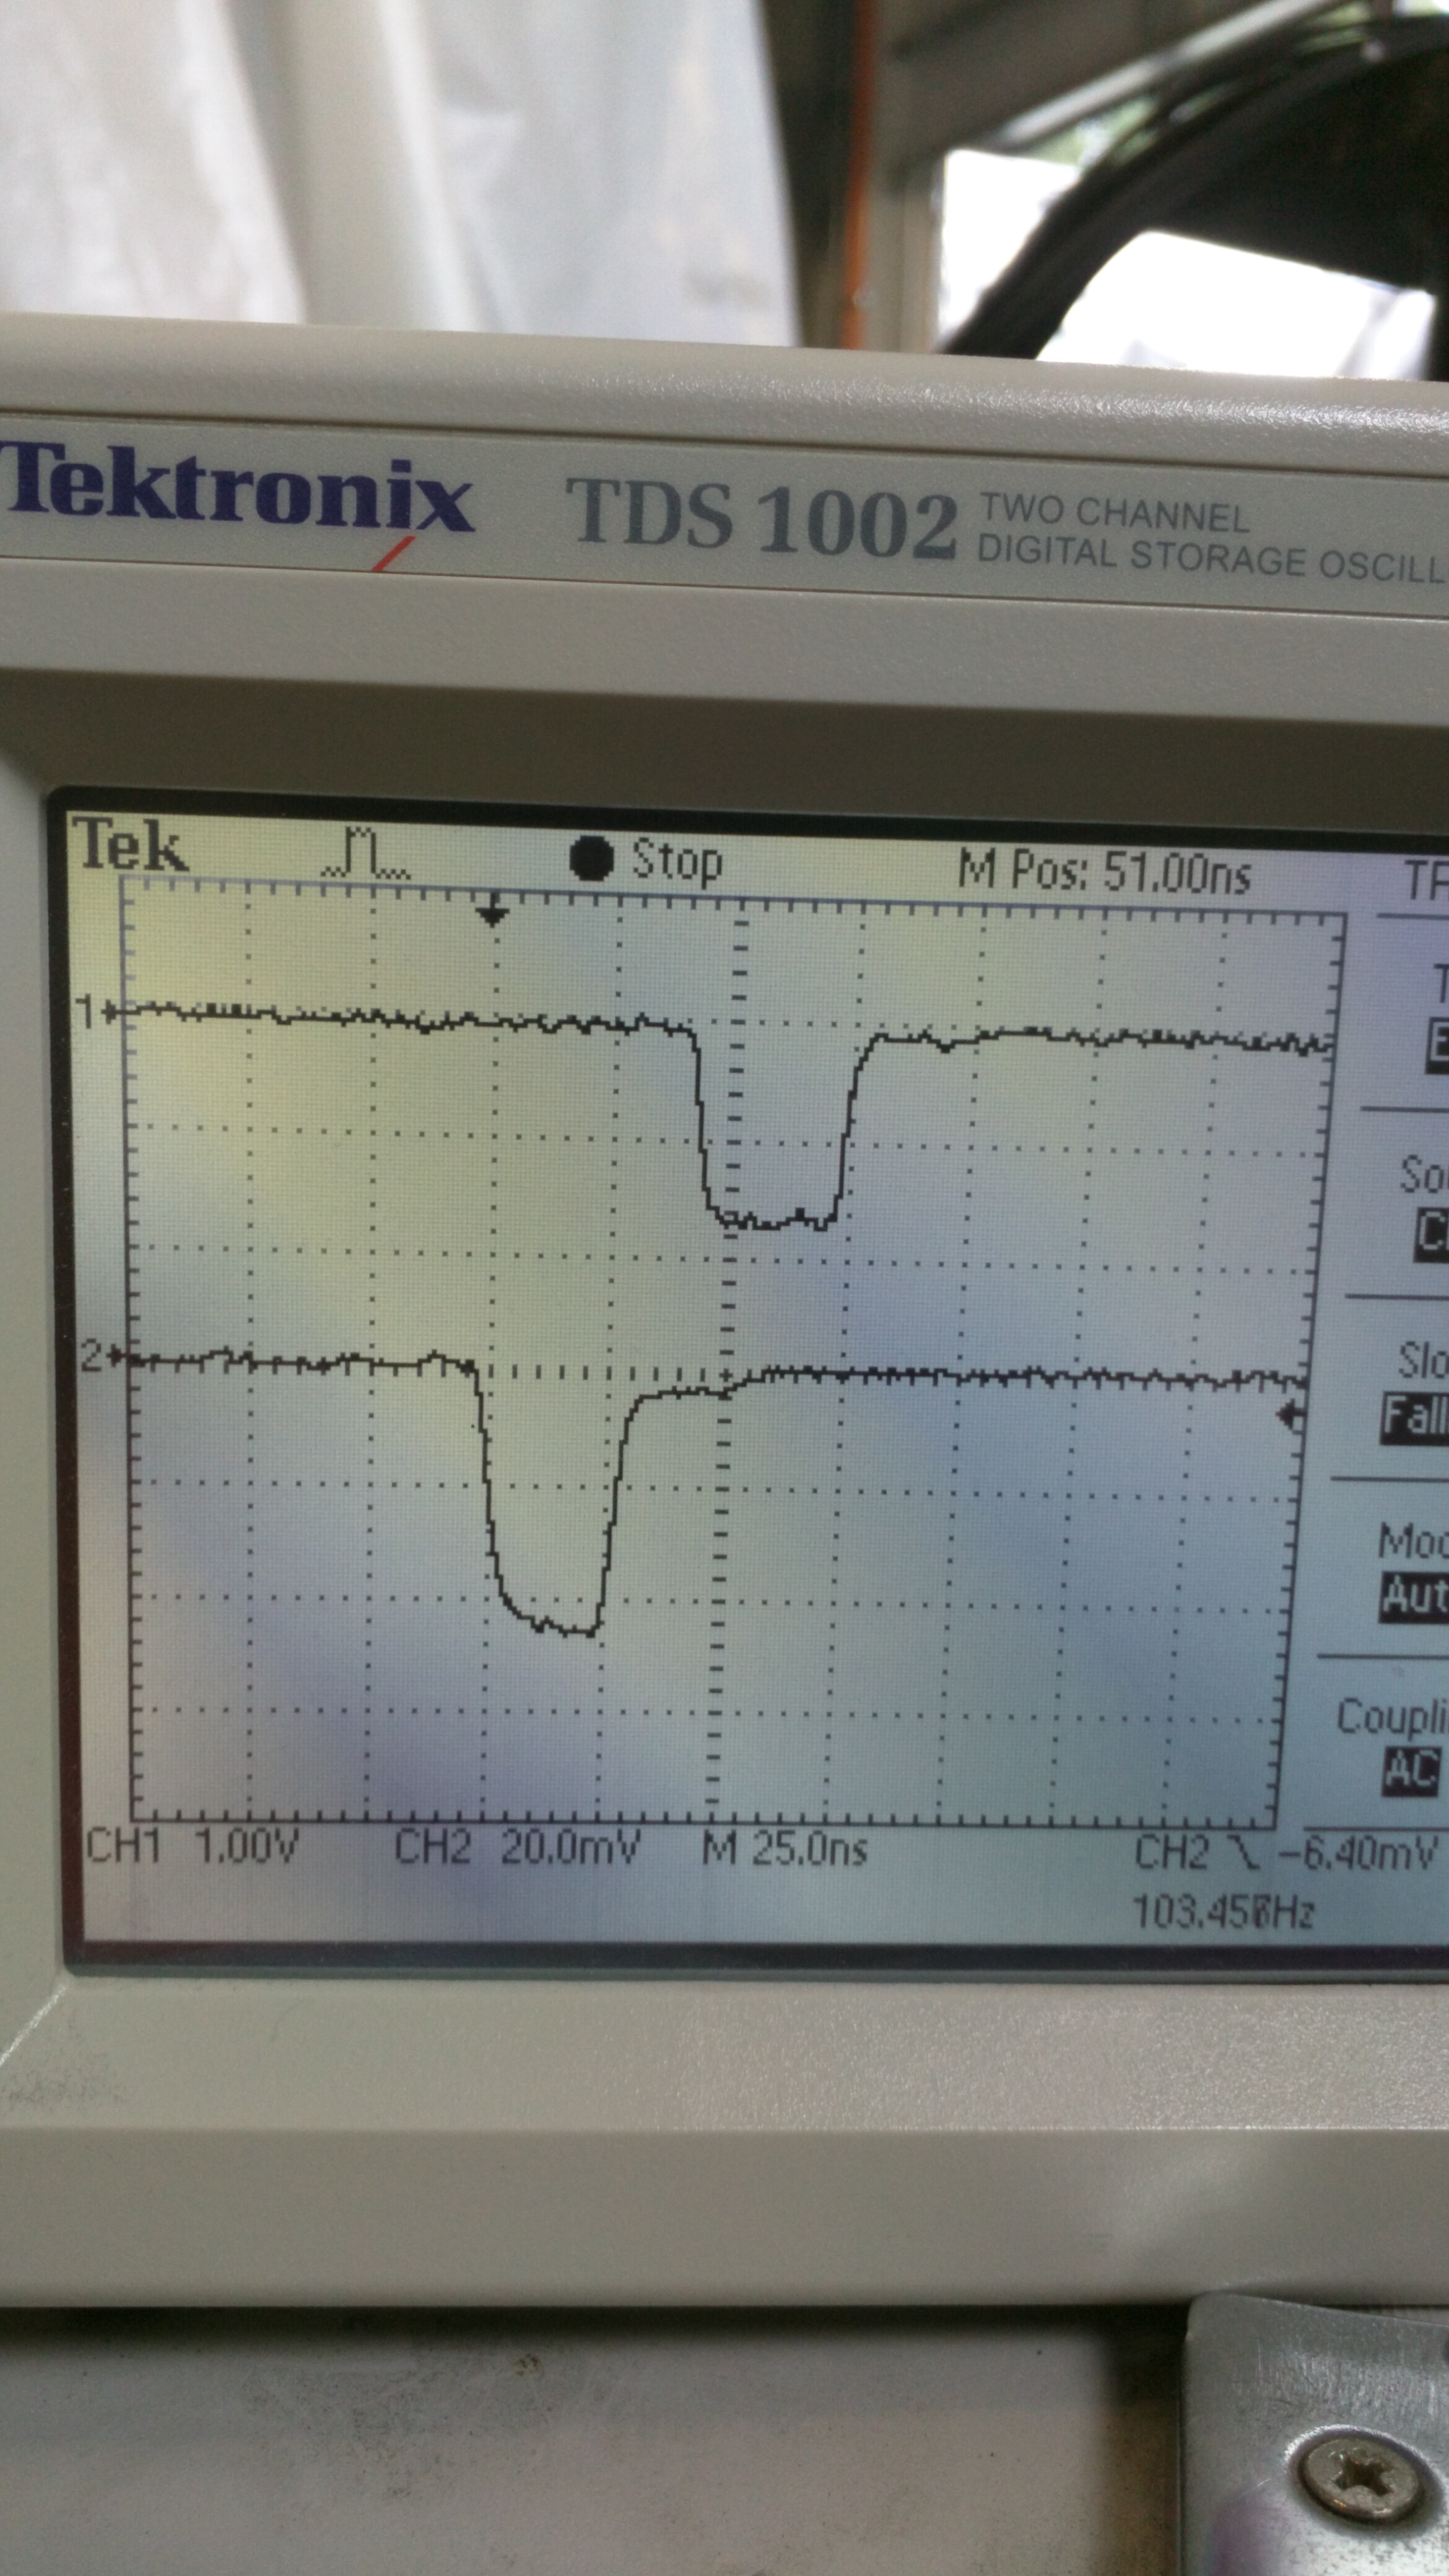 Tektronix TDS 1002 TWO CHANNEL
DIGITAL STORAGE OSCILL
Tek Stop M Pos: 51.00ns
1
2
Fall
Aut
Coupli
AC
CH1 1.00V CH2 20.0mV M 25.0ns CH2 -6.40mV